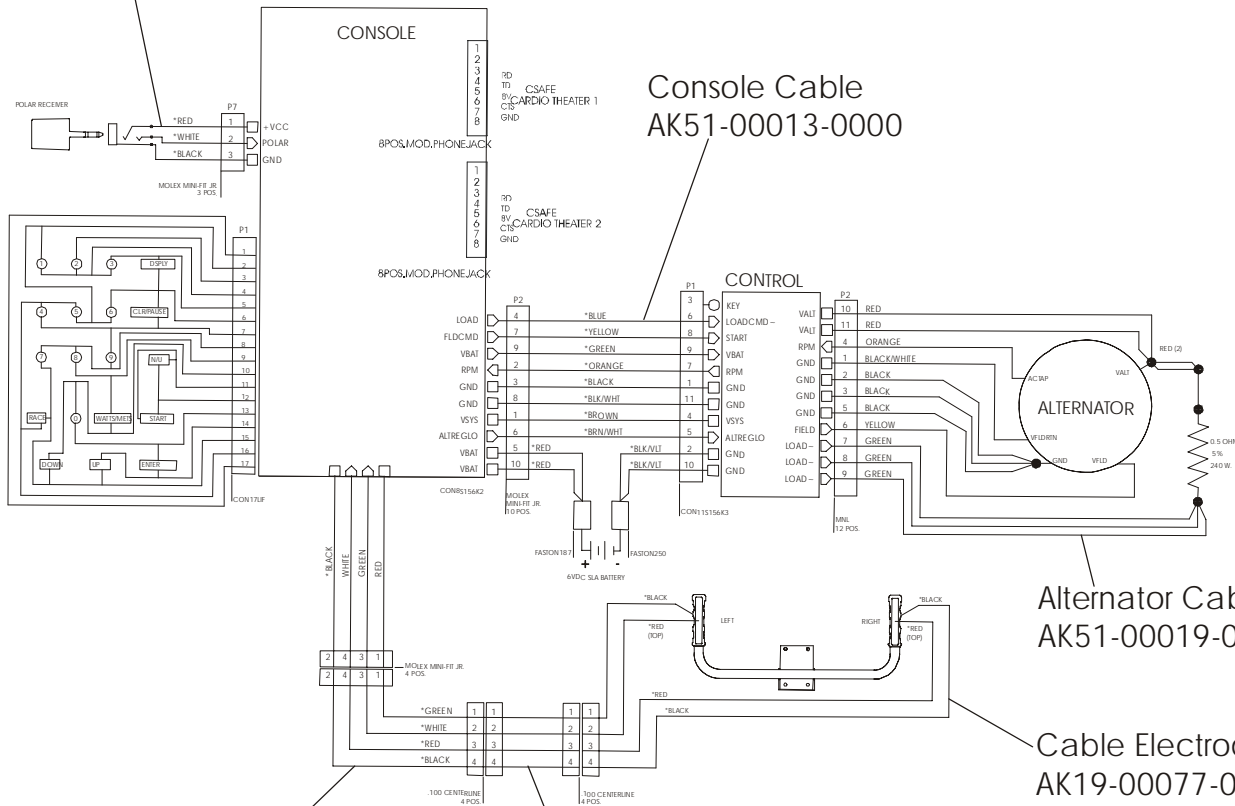 CONSOLE
1
2
3
4
5
6
7
8
RD
TD
8V
CTS
GND
CSAFE
CARDIO THEATER 1
8POS.MOD.PHONEJACK
1
2
3
4
5
6
7
8
RD
TD
8V
CTS
GND
CSAFE
CARDIO THEATER 2
8POS.MOD.PHONEJACK
Console Cable
AK51-00013-0000
POLAR RECEIVER
P7
*RED 1 +VCC
*WHITE 2 POLAR
*BLACK 3 GND
MOLEX MINI-FIT JR.
3 POS.
P1
1
2
3
4
5
6
7
8
9
10
11
12
13
14
15
16
17
CON17LIF
1 2 3 DSPLY
4 5 6 CLR/PAUSE
7 8 9 N/U
RACE 0 WATTS/METS START
DOWN UP ENTER
P2
LOAD 4 *BLUE
FLDCMD 7 *YELLOW
VBAT 9 *GREEN
RPM 2 *ORANGE
GND 3 *BLACK
GND 8 *BLK/WHT
VSYS 1 *BROWN
ALTREGLO 6 *BRN/WHT
VBAT 5 *RED
VBAT 10 *RED
CON8S156K2
MOLEX
MINI-FIT JR.
10 POS.
CONTROL
P1
3 KEY
6 LOADCMD-
8 START
9 VBAT
7 RPM
1 GND
11 GND
4 VSYS
5 ALTREGLO
*BLK/VLT 2 GND
*BLK/VLT 10 GND
CON11S156K3
P2
VALT 10 RED
VALT 11 RED
RPM 4 ORANGE
GND 1 BLACK/WHITE
GND 2 BLACK
GND 3 BLACK
GND 5 BLACK
FIELD 6 YELLOW
LOAD- 7 GREEN
LOAD- 8 GREEN
LOAD- 9 GREEN
MNL
12 POS.
RED (2)
ACTAP
VALT
ALTERNATOR
VFLDRTN
GND
VFLD
0.5 OHM
5%
240 W.
FASTON187
+ -
FASTON250
6VDC SLA BATTERY
Alternator Cab
AK51-00019-0
*BLACK
WHITE
GREEN
RED
2 4 3 1
2 4 3 1
MOLEX MINI-FIT JR.
4 POS.
*BLACK
*RED
(TOP)
LEFT
RIGHT
*BLACK
*RED
(TOP)
*RED
*BLACK
*GREEN 1 1 1 1
*WHITE 2 2 2 2
*RED 3 3 3 3
*BLACK 4 4 4 4
.100 CENTERLINE
4 POS.
.100 CENTERLINE
4 POS.
Cable Electrod
AK19-00077-0